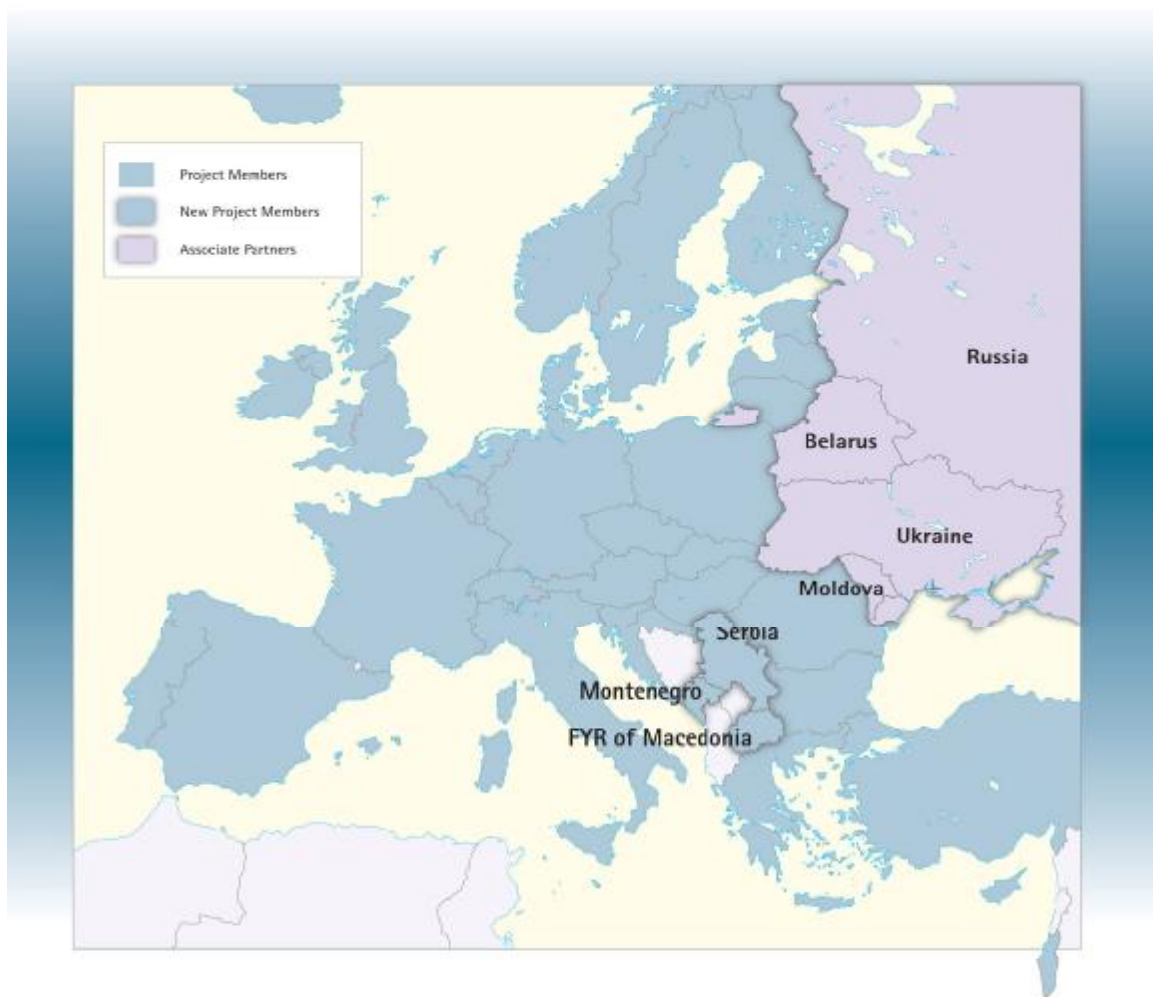 Project Members
New Project Members
Associate Partners
Russia
Belarus
Ukraine
Moldova
Serbia
Montenegro
FYR of Macedonia